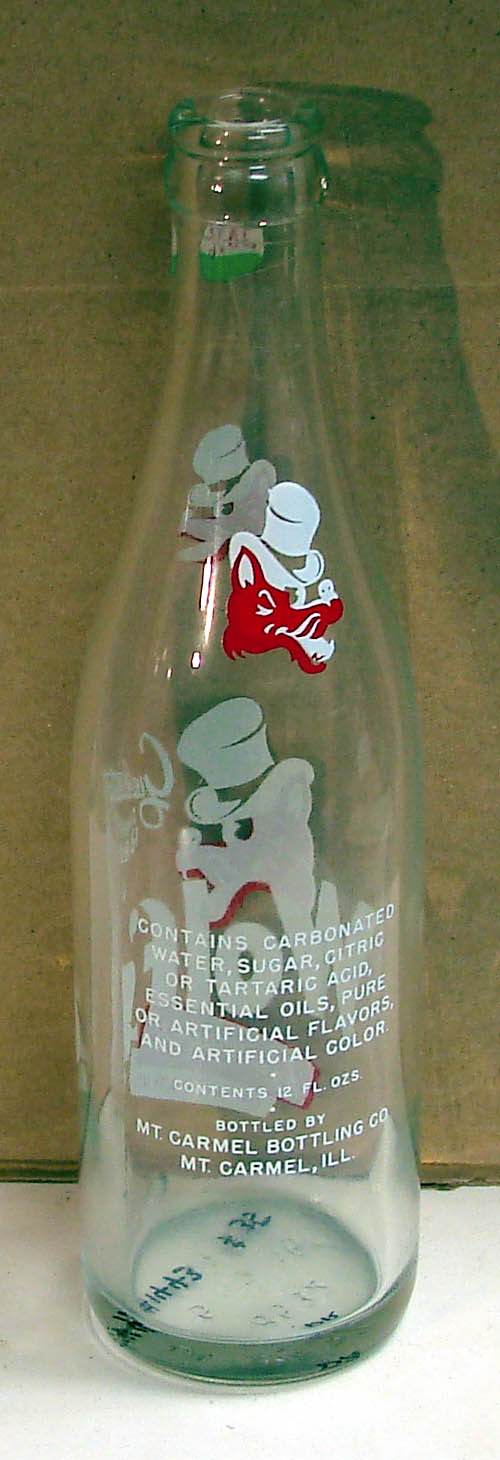 CONTAINS CARBONATED
WATER, SUGAR, CITRIC
OR TARTARIC ACID,
ESSENTIAL OILS, PURE
OR ARTIFICIAL FLAVORS,
AND ARTIFICIAL COLOR.
CONTENTS 12 FL. OZS.
BOTTLED BY
MT. CARMEL BOTTLING CO.
MT. CARMEL, ILL.